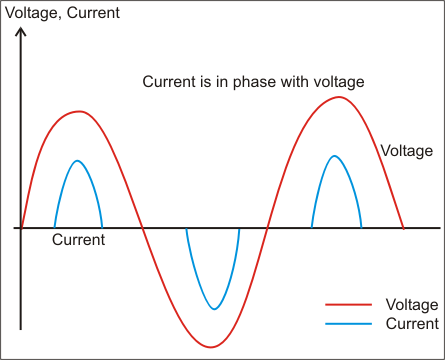 Voltage, Current
Current is in phase with voltage
Voltage
Current
Voltage
Current